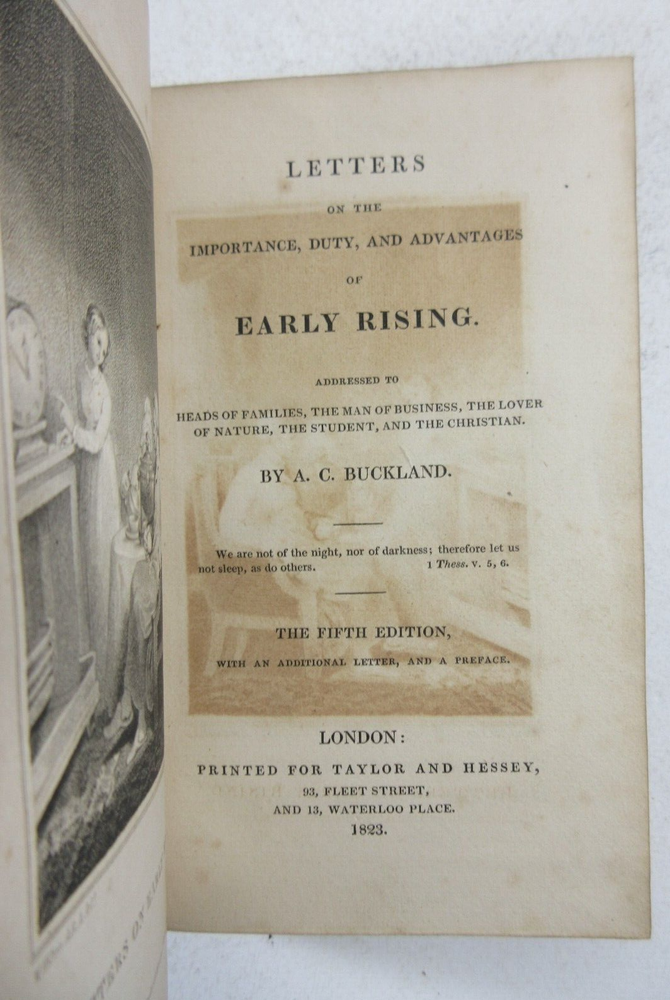 LETTERS
ON THE
IMPORTANCE, DUTY, AND ADVANTAGES
OF
EARLY RISING.
ADDRESSED TO
HEADS OF FAMILIES, THE MAN OF BUSINESS, THE LOVER
OF NATURE, THE STUDENT, AND THE CHRISTIAN.
BY A. C. BUCKLAND.
We are not of the night, nor of darkness; therefore let us
not sleep, as do others. 1 Thess. v. 5, 6.
THE FIFTH EDITION,
WITH AN ADDITIONAL LETTER, AND A PREFACE.
LONDON:
PRINTED FOR TAYLOR AND HESSEY,
93, FLEET STREET,
AND 13, WATERLOO PLACE.
1823.